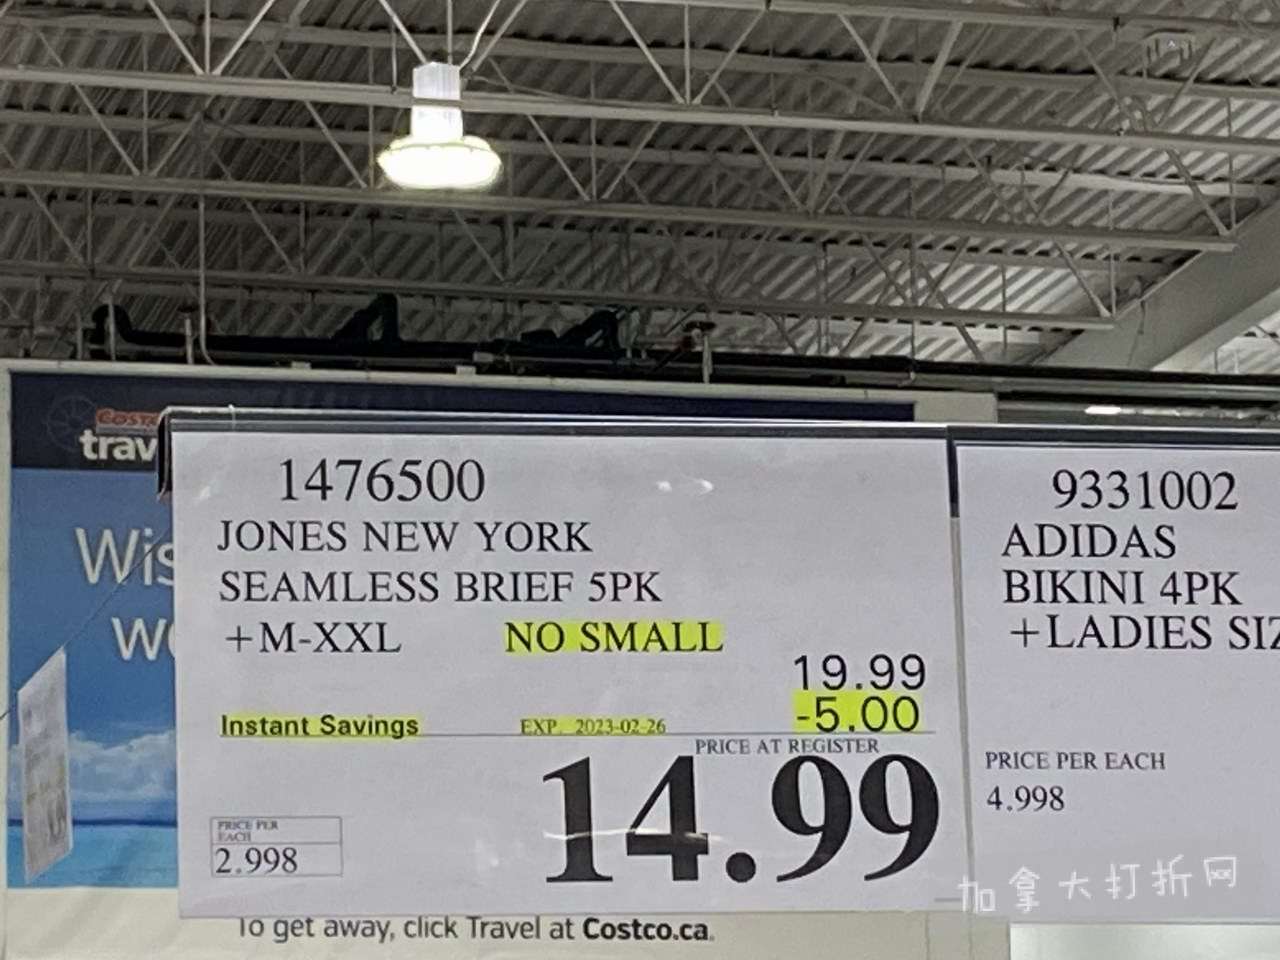 trav
Wis
1476500
JONES NEW YORK
SEAMLESS BRIEF 5PK
+M-XXL NO SMALL
19.99
Instant Savings EXP. 2023-02-26 -5.00
PRICE AT REGISTER
14.99
PRICE PER
EACH
2.998
9331002
ADIDAS
BIKINI 4PK
+LADIES SIZ
PRICE PER EACH
4.998
加拿大打折网
To get away, click Travel at Costco.ca.